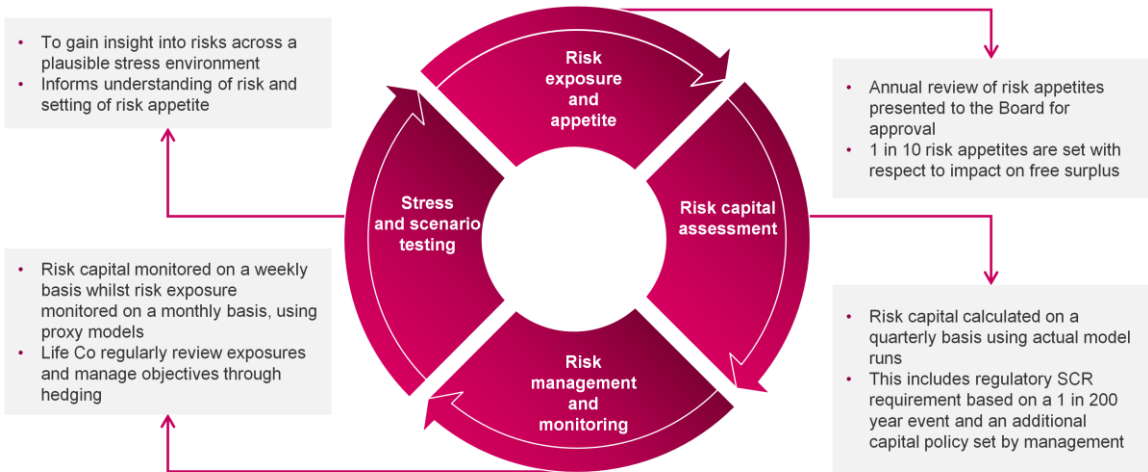 • To gain insight into risks across a
plausible stress environment
• Informs understanding of risk and
setting of risk appetite
Risk
exposure
and
appetite
• Annual review of risk appetites
presented to the Board for
approval
• 1 in 10 risk appetites are set with
respect to impact on free surplus
Stress
and scenario
testing
Risk capital
assessment
• Risk capital monitored on a weekly
basis whilst risk exposure
monitored on a monthly basis, using
proxy models
• Life Co regularly review exposures
and manage objectives through
hedging
Risk
management
and
monitoring
• Risk capital calculated on a
quarterly basis using actual model
runs
• This includes regulatory SCR
requirement based on a 1 in 200
year event and an additional
capital policy set by management